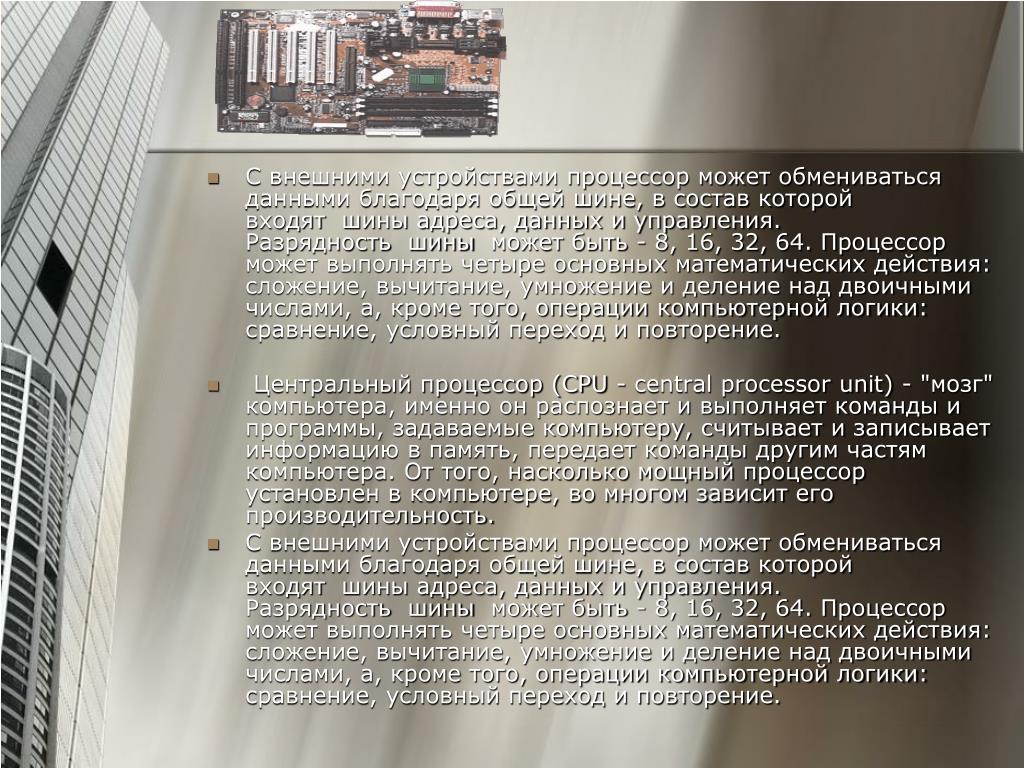 С внешними устройствами процессор может обмениваться
данными благодаря общей шине, в состав которой
входят  шины адреса, данных и управления.
Разрядность  шины  может быть - 8, 16, 32, 64. Процессор
может выполнять четыре основных математических действия:
сложение, вычитание, умножение и деление над двоичными
числами, а, кроме того, операции компьютерной логики:
сравнение, условный переход и повторение.
Центральный процессор (CPU - central processor unit) - "мозг"
компьютера, именно он распознает и выполняет команды и
программы, задаваемые компьютеру, считывает и записывает
информацию в память, передает команды другим частям
компьютера. От того, насколько мощный процессор
установлен в компьютере, во многом зависит его
производительность.
С внешними устройствами процессор может обмениваться
данными благодаря общей шине, в состав которой
входят  шины адреса, данных и управления.
Разрядность  шины  может быть - 8, 16, 32, 64. Процессор
может выполнять четыре основных математических действия:
сложение, вычитание, умножение и деление над двоичными
числами, а, кроме того, операции компьютерной логики:
сравнение, условный переход и повторение.